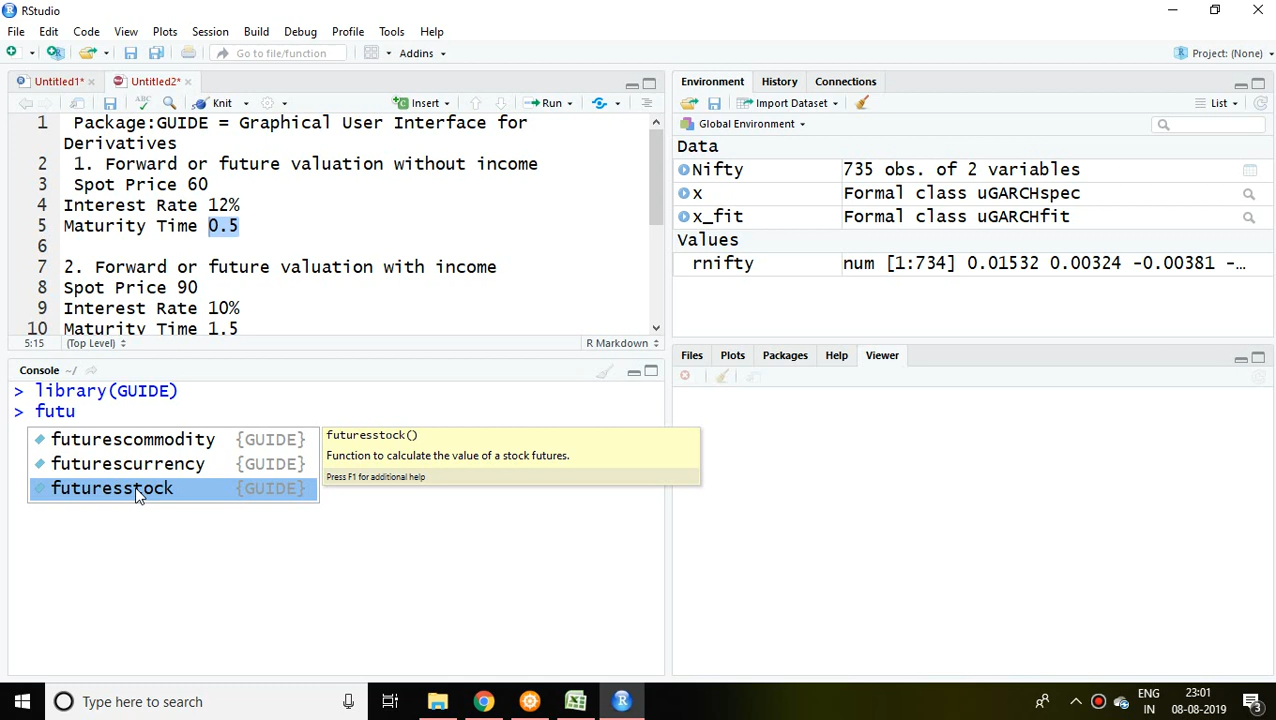 RStudio
File Edit Code View Plots Session Build Debug Profile Tools Help
Go to file/function
Addins
Project: (None)
Untitled1*
Untitled2*
ABC
Knit
Insert
Run
1 Package:GUIDE = Graphical User Interface for
Derivatives
2 1. Forward or future valuation without income
3 Spot Price 60
4 Interest Rate 12%
5 Maturity Time 0.5
6
7 2. Forward or future valuation with income
8 Spot Price 90
9 Interest Rate 10%
10 Maturity Time 1.5
5:15 (Top Level) R Markdown
Console ~/
> library(GUIDE)
> futu
futurescommodity {GUIDE}
futurescurrency {GUIDE}
futuresstock {GUIDE}
futuresstock()
Function to calculate the value of a stock futures.
Press F1 for additional help
Environment History Connections
Import Dataset
List
Global Environment
Data
Nifty 735 obs. of 2 variables
x Formal class uGARCHspec
x_fit Formal class uGARCHfit
Values
rnifty num [1:734] 0.01532 0.00324 -0.00381 -…
Files Plots Packages Help Viewer
Type here to search
ENG
IN
23:01
08-08-2019
3